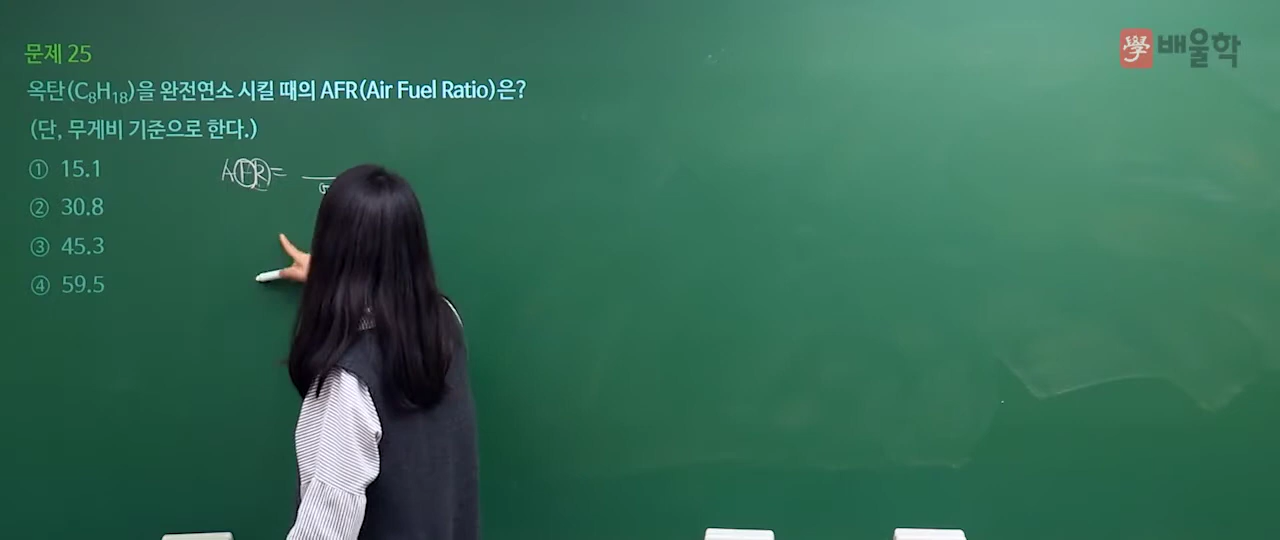 學 배울학
문제 25
옥탄(C₈H₁₈)을 완전연소 시킬 때의 AFR(Air Fuel Ratio)은?
(단, 무게비 기준으로 한다.)
① 15.1
AFR=
② 30.8
③ 45.3
④ 59.5